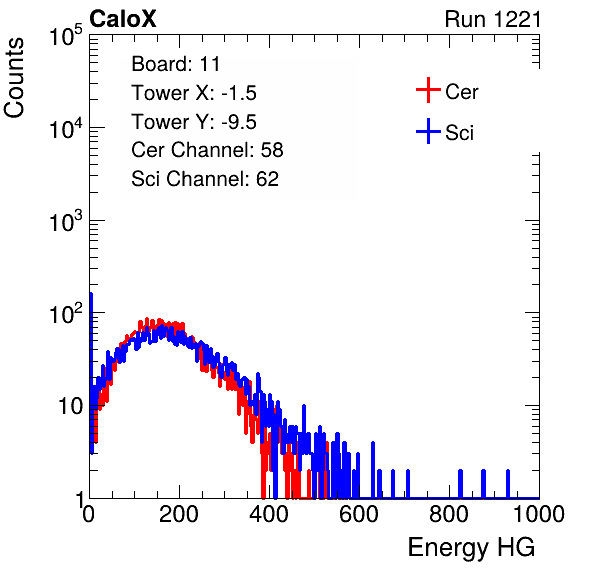 CaloX Run 1221
Counts
10^5
10^4
10^3
10^2
10
1
Board: 11
Tower X: -1.5
Tower Y: -9.5
Cer Channel: 58
Sci Channel: 62
Cer
Sci
0 200 400 600 800 1000
Energy HG